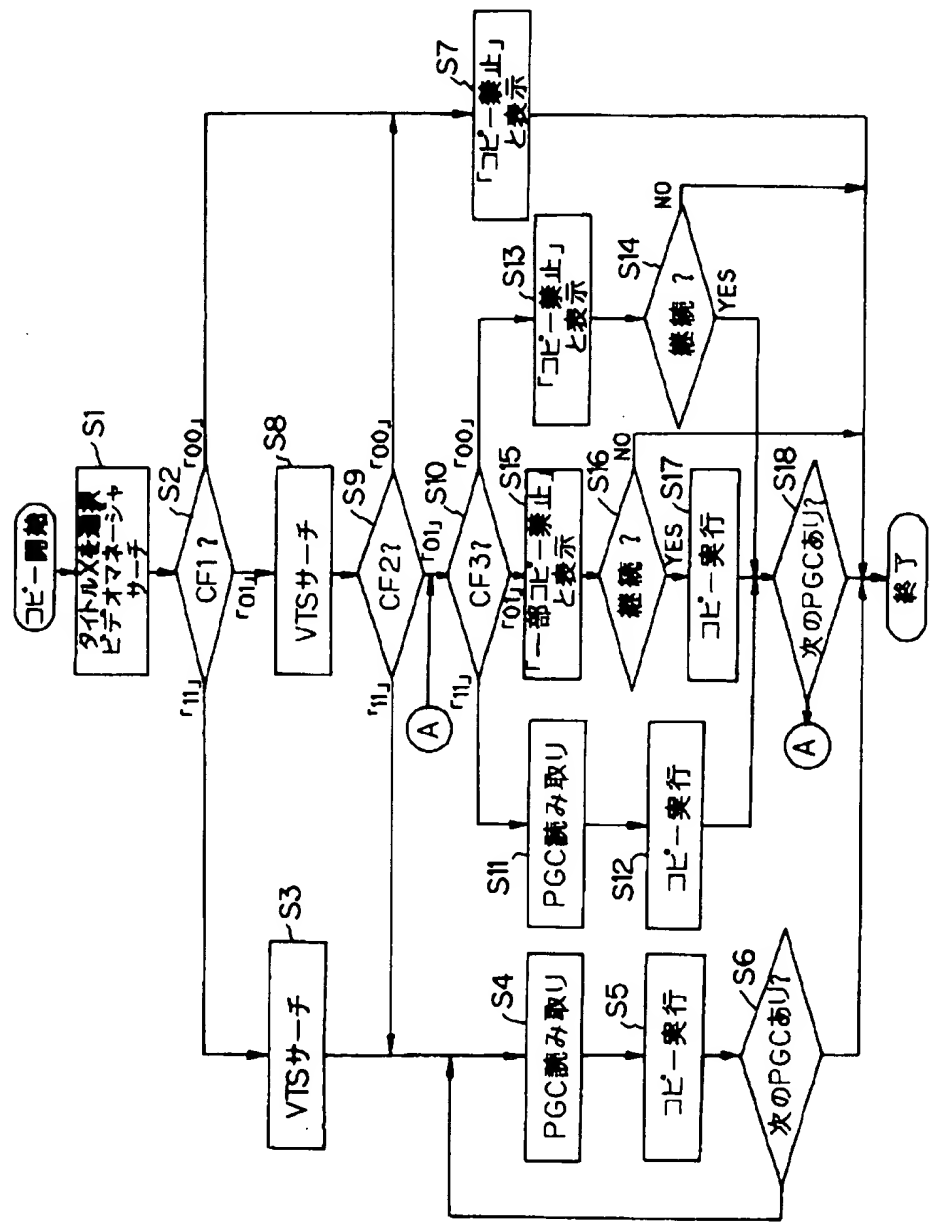 コピー開始
S1
タイトルXを選択
ビデオマネージャ
サーチ
S2
CF1?
「11」
「00」
「01」
S3
VTSサーチ
S8
VTSサーチ
S9
CF2?
「11」
「00」
「01」
A
S10
CF3?
「11」
「00」
「01」
S7
「コピー禁止」
と表示
S4
PGC読み取り
S5
コピー実行
S6
次のPGCあり?
S11
PGC読み取り
S12
コピー実行
S15
「一部コピー禁止」
と表示
S16
継続?
NO
YES
S17
コピー実行
S13
「コピー禁止」
と表示
S14
継続?
NO
YES
S18
次のPGCあり?
A
終了